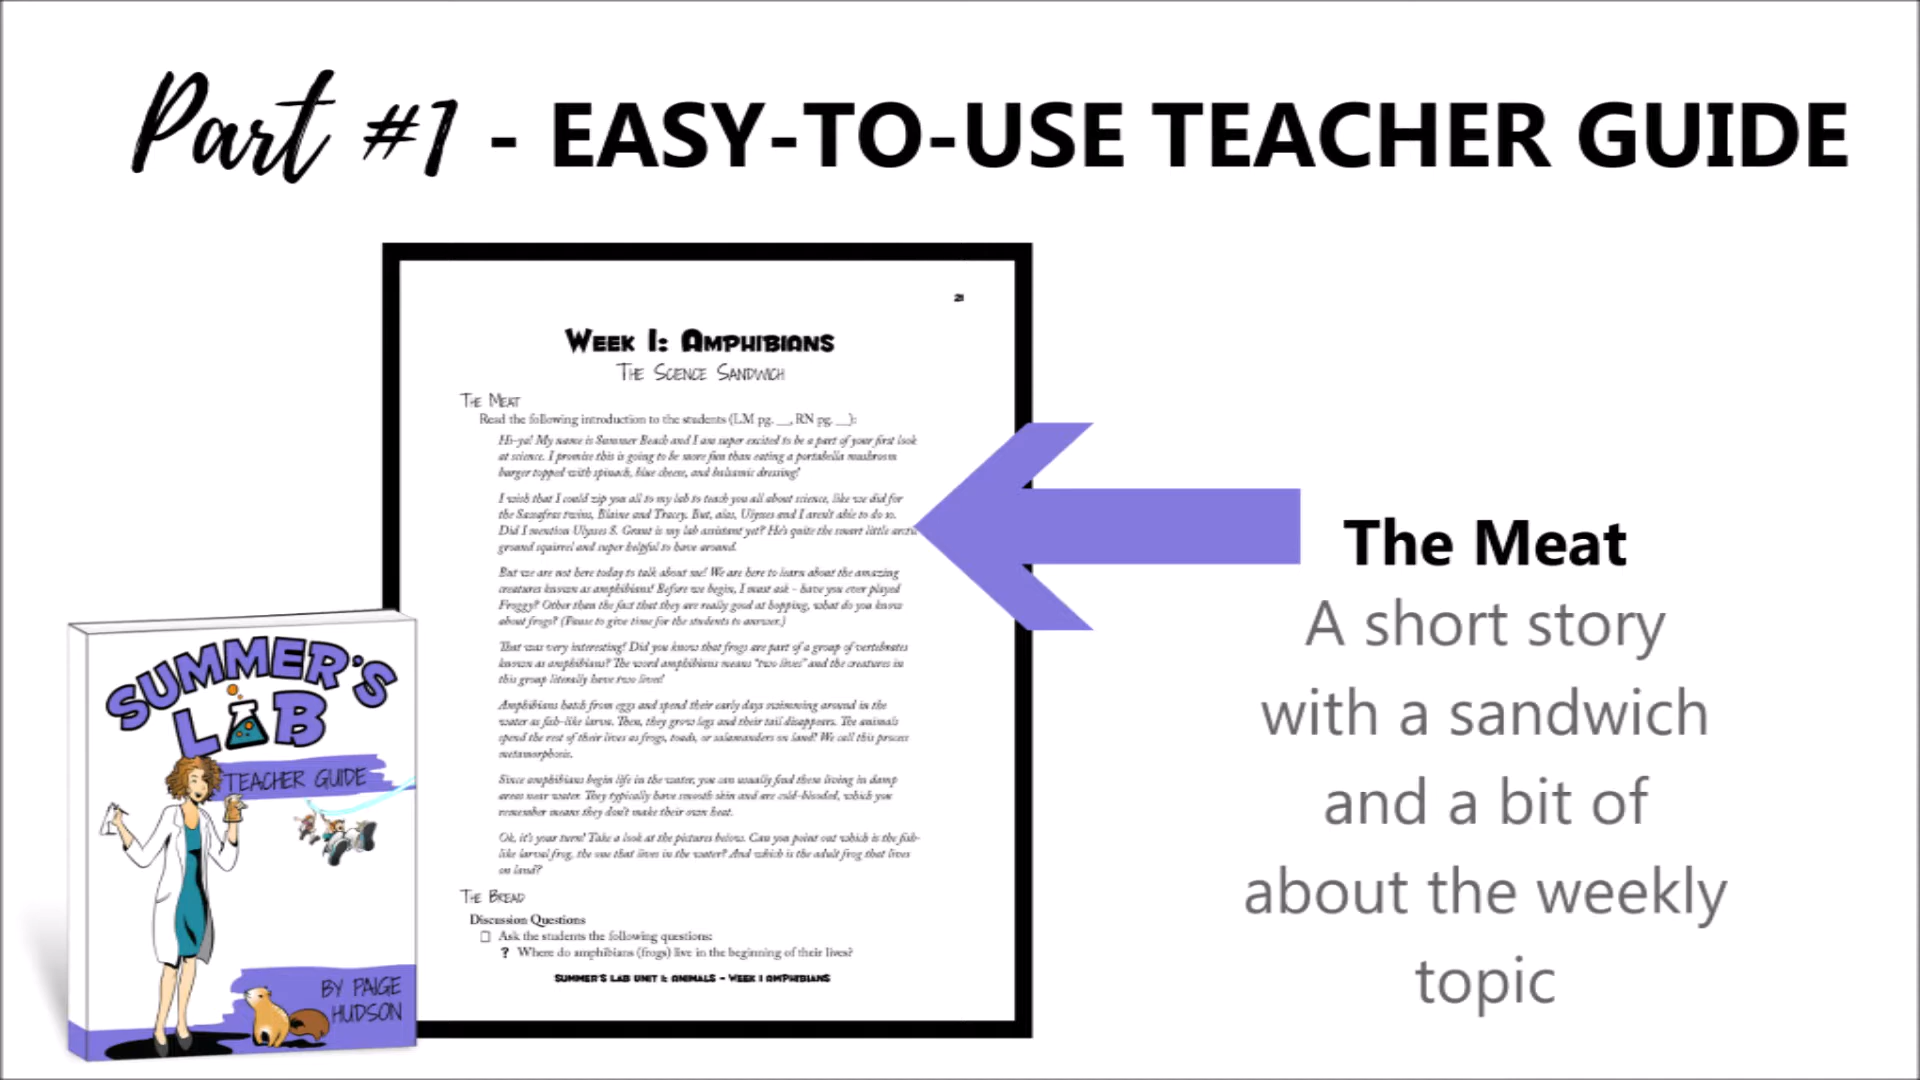 Part #1 - EASY-TO-USE TEACHER GUIDE
21
WEEK 1: AMPHIBIANS
THE SCIENCE SANDWICH
THE MEAT
Read the following introduction to the students (LM pg. __, RN pg. __):
Hi-ya! My name is Summer Beach and I am super excited to be a part of your first look
at science. I promise this is going to be more fun than eating a portabella mushroom
burger topped with spinach, blue cheese, and balsamic dressing!
I wish that I could zip you all to my lab to teach you all about science, like we did for
the Sassafras twins, Blaine and Tracey. But, alas, Ulysses and I aren't able to do so.
Did I mention Ulysses S. Grant is my lab assistant yet? He's quite the smart little arctic
ground squirrel and super helpful to have around.
But we are not here today to talk about me! We are here to learn about the amazing
creatures known as amphibians! Before we begin, I must ask - have you ever played
Froggy? Other than the fact that they are really good at hopping, what do you know
about frogs? (Pause to give time for the students to answer.)
That was very interesting! Did you know that frogs are part of a group of vertebrates
known as amphibians? The word amphibians means "two lives" and the creatures in
this group literally have two lives!
Amphibians hatch from eggs and spend their early days swimming around in the
water as fish-like larva. Then, they grow legs and their tail disappears. The animals
spend the rest of their lives as frogs, toads, or salamanders on land! We call this process
metamorphosis.
Since amphibians begin life in the water, you can usually find them living in damp
areas near water. They typically have smooth skin and are cold-blooded, which you
remember means they don't make their own heat.
Ok, it's your turn! Take a look at the pictures below. Can you point out which is the fish-
like larval frog, the one that lives in the water? And which is the adult frog that lives
on land?
THE BREAD
Discussion Questions
Ask the students the following questions:
? Where do amphibians (frogs) live in the beginning of their lives?
SUMMER'S LAB UNIT 1: ANIMALS - WEEK 1 AMPHIBIANS
The Meat
A short story
with a sandwich
and a bit of
about the weekly
topic
SUMMER'S
LAB
TEACHER GUIDE
BY PAIGE
HUDSON